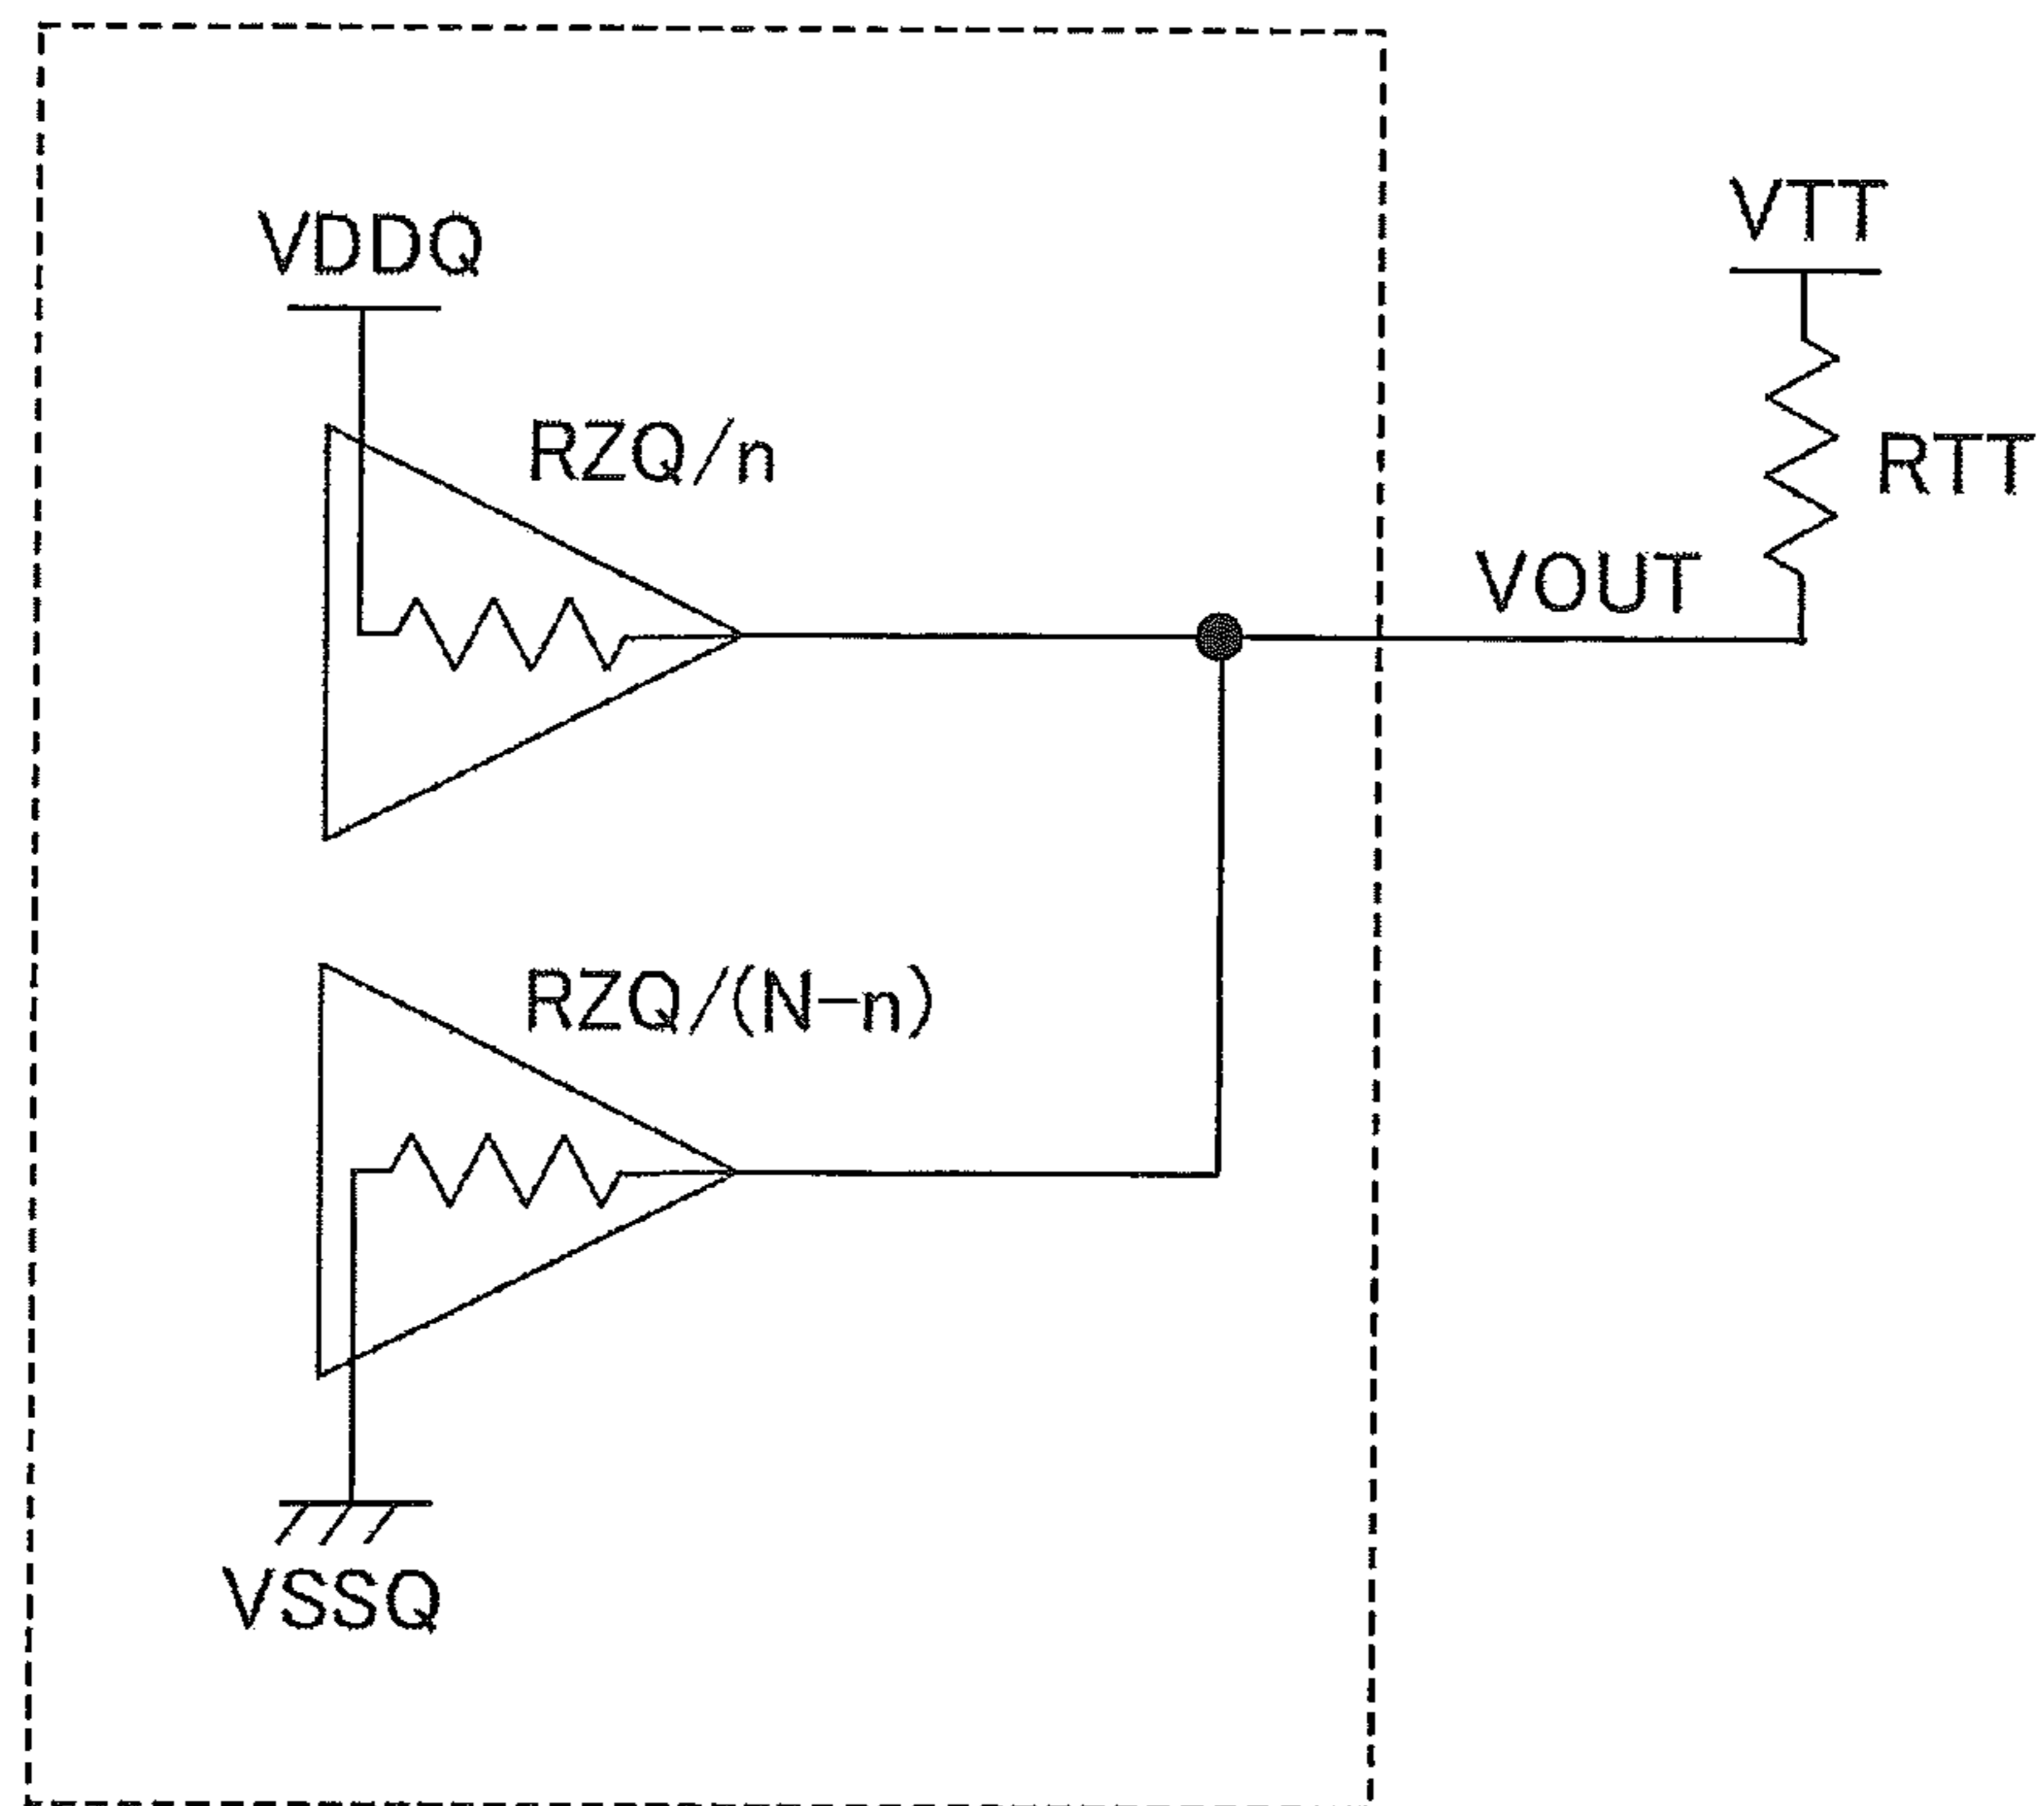 VDDQ
VTT
RZQ/n
RTT
VOUT
RZQ/(N-n)
VSSQ